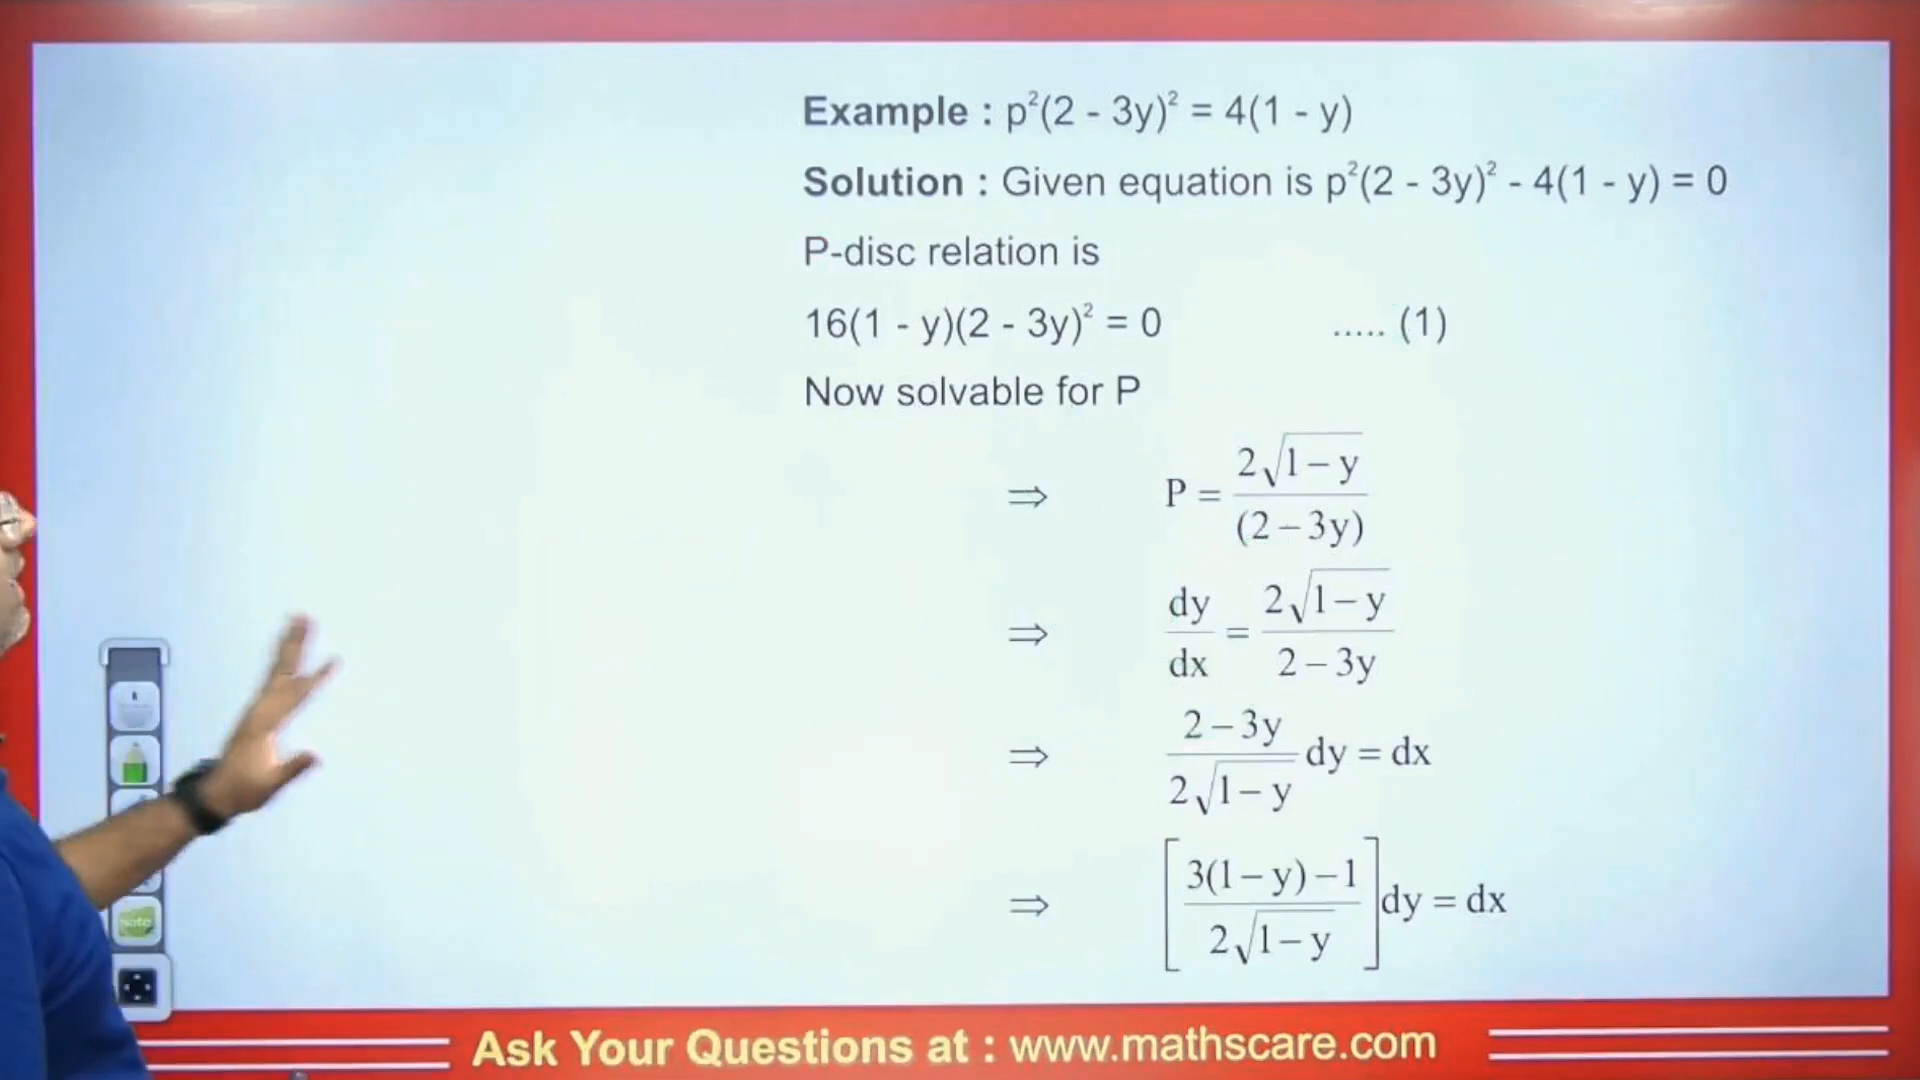 Example : p²(2 - 3y)² = 4(1 - y)
Solution : Given equation is p²(2 - 3y)² - 4(1 - y) = 0
P-disc relation is
16(1 - y)(2 - 3y)² = 0 ..... (1)
Now solvable for P
⇒ P = 2√(1 – y) / (2 – 3y)
⇒ dy/dx = 2√(1 – y) / 2 – 3y
⇒ 2 – 3y / 2√(1 – y) dy = dx
⇒ [3(1 – y) – 1 / 2√(1 – y)] dy = dx
Note
Ask Your Questions at : www.mathscare.com